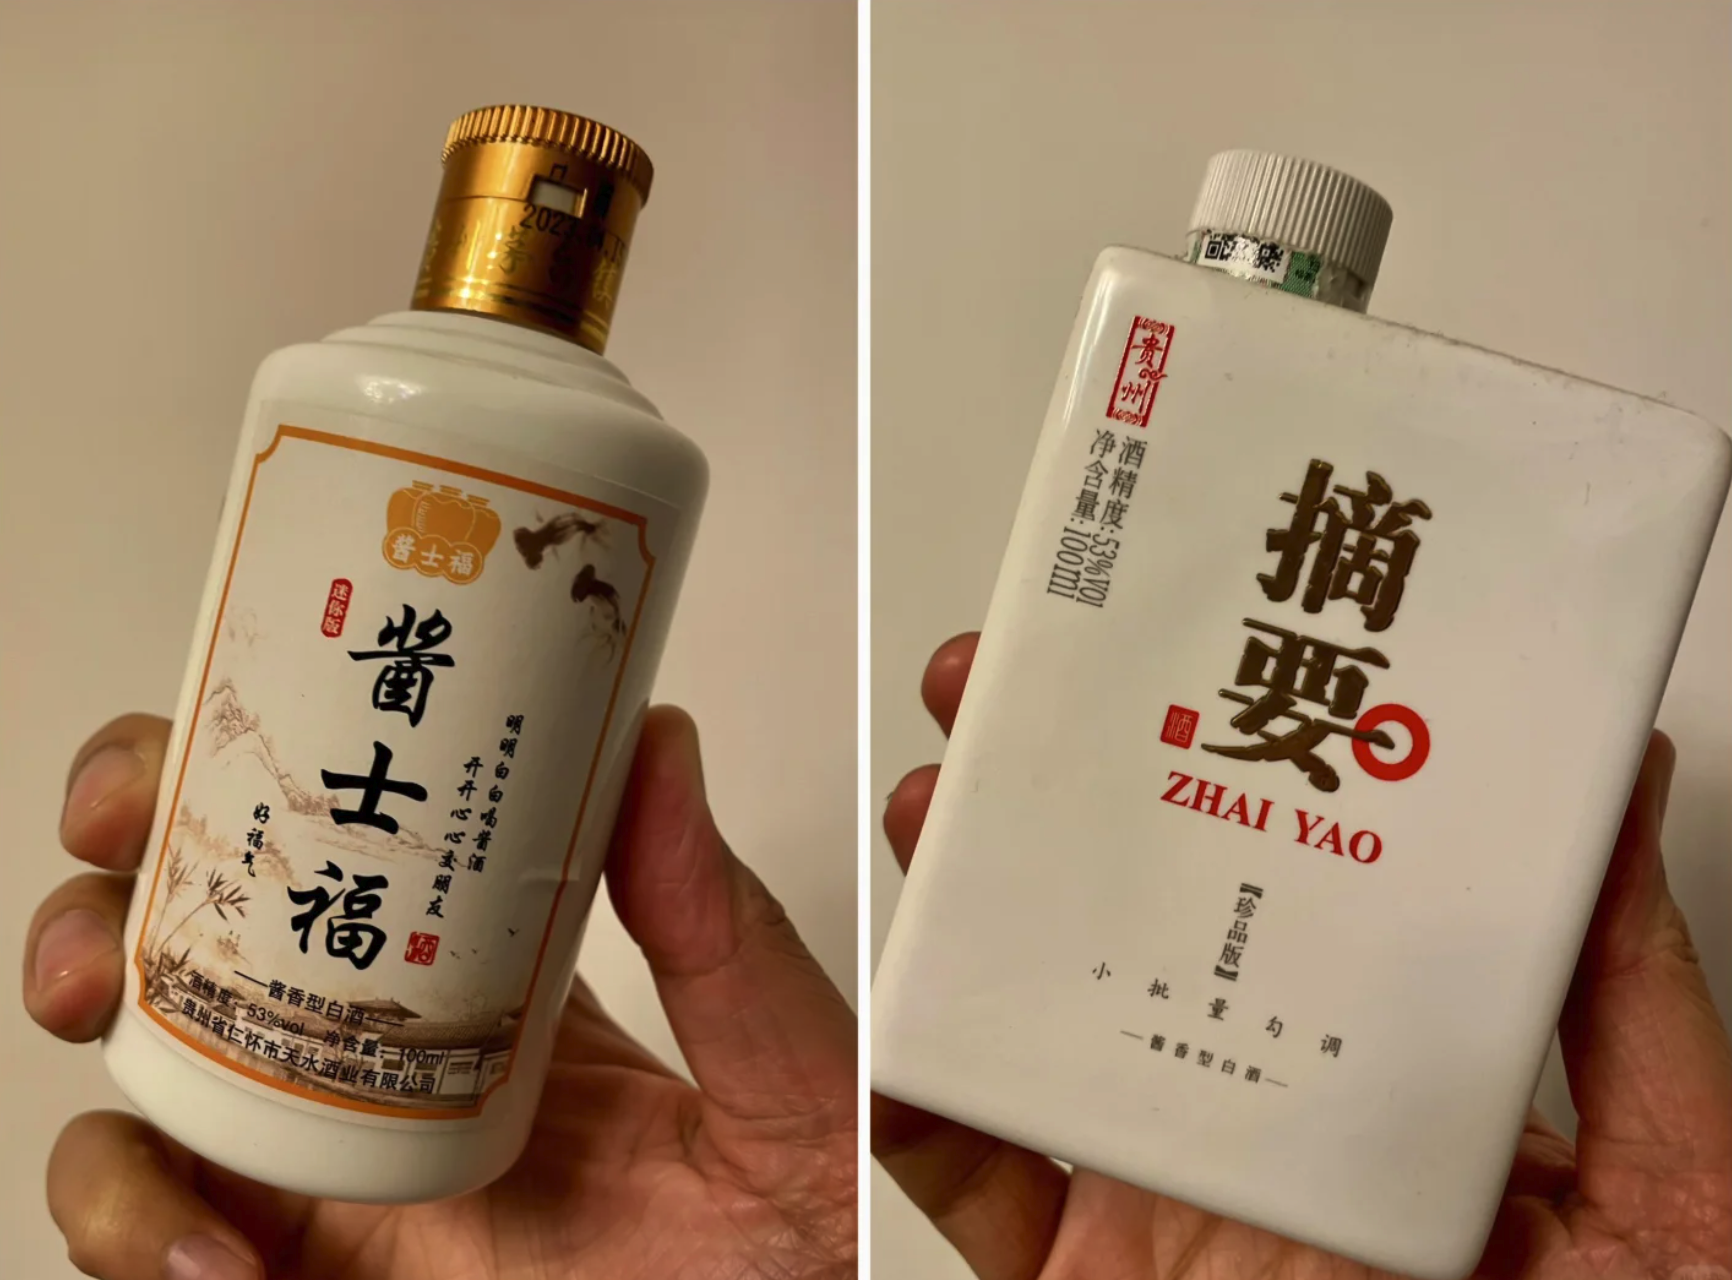 2023
茅台镇
酱士福
迷你版
酱士福
明明白白喝酱酒
开开心心交朋友
好福气
酒
——酱香型白酒——
酒精度：53%vol 净含量：100ml
贵州省仁怀市天水酒业有限公司
贵州
酒精度:53%VOl
净含量:100ml
摘要
酒
ZHAI YAO
【珍品版】
小批量勾调
—酱香型白酒—